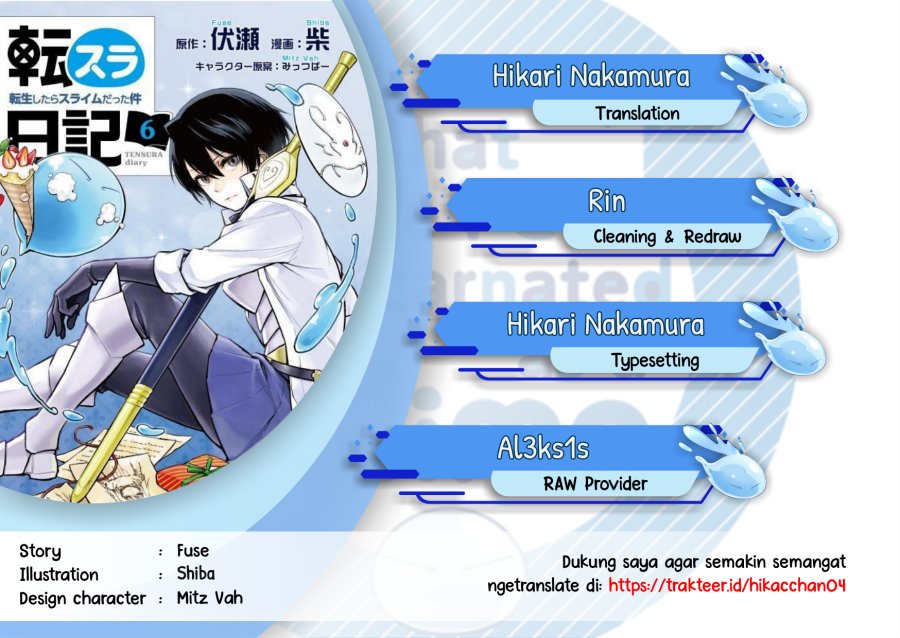 Fuse
Shiba
原作：伏瀬 漫画：柴
Mitz Vah
キャラクター原案：みっつばー
転スラ
転生したらスライムだった件
日記 6
TENSURA
diary
Hikari Nakamura
Translation
Rin
Cleaning & Redraw
Hikari Nakamura
Typesetting
Al3ks1s
RAW Provider
Story : Fuse
Illustration : Shiba
Design character : Mitz Vah
Dukung saya agar semakin semangat
ngetranslate di: https://trakteer.id/hikacchan04